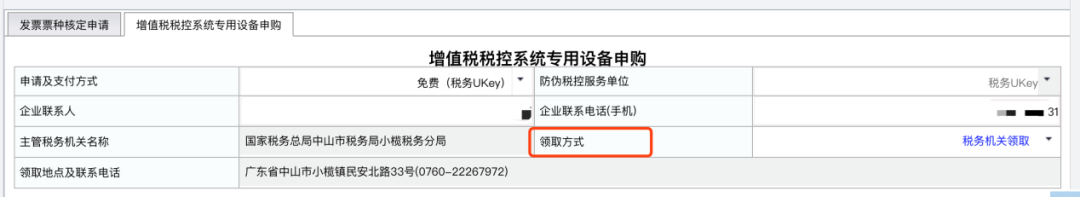 发票票种核定申请 增值税税控系统专用设备申购
增值税税控系统专用设备申购
申请及支付方式 免费（税务UKey） 防伪税控服务单位 税务UKey
企业联系人 企业联系电话(手机) 31
主管税务机关名称 国家税务总局中山市税务局小榄税务分局 领取方式 税务机关领取
领取地点及联系电话 广东省中山市小榄镇民安北路33号(0760-22267972)